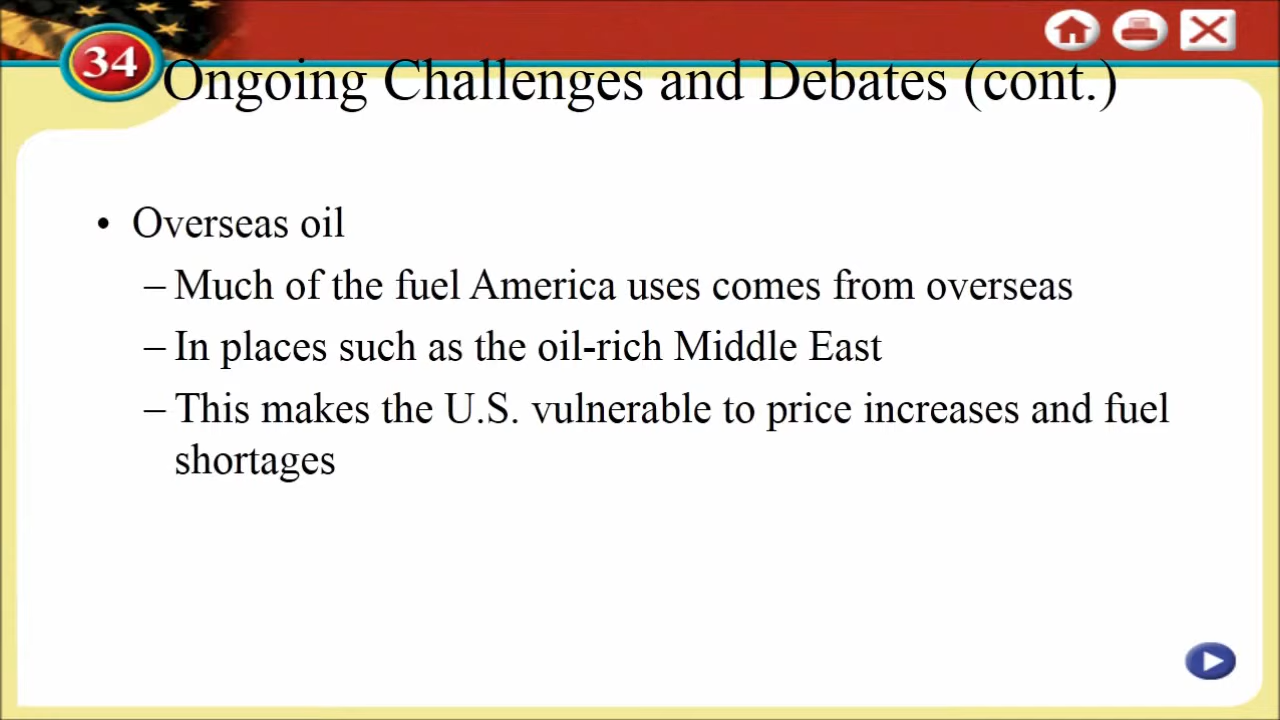 34
Ongoing Challenges and Debates (cont.)
• Overseas oil
– Much of the fuel America uses comes from overseas
– In places such as the oil-rich Middle East
– This makes the U.S. vulnerable to price increases and fuel
shortages